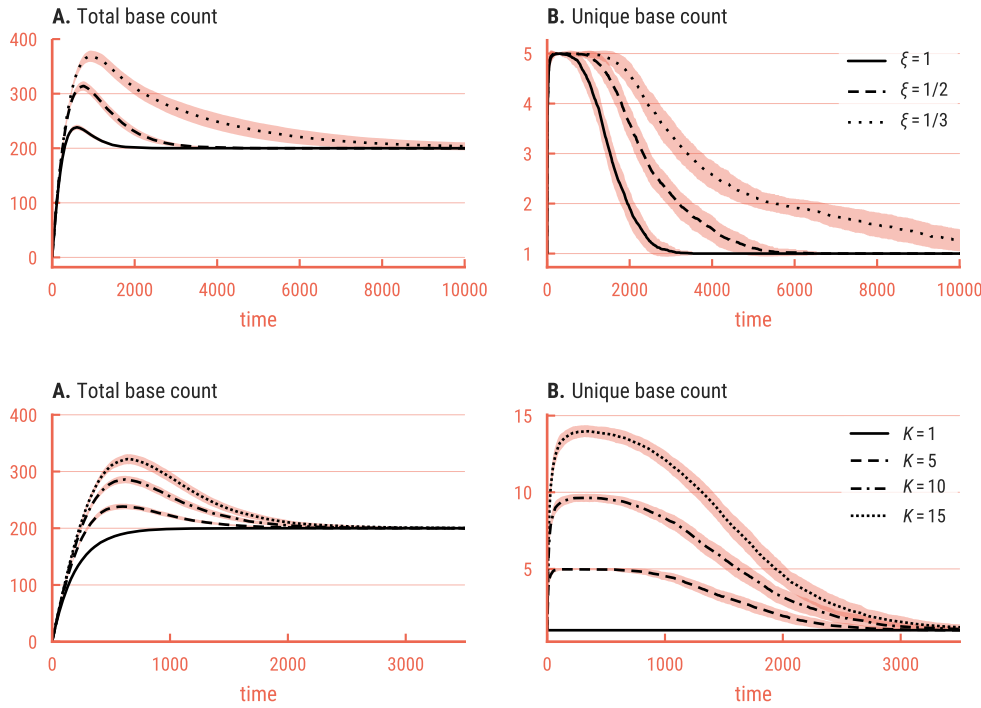 A. Total base count
400
300
200
100
0
0 2000 4000 6000 8000 10000
time
B. Unique base count
5
4
3
2
1
ξ = 1
ξ = 1/2
ξ = 1/3
0 2000 4000 6000 8000 10000
time
A. Total base count
400
300
200
100
0
0 1000 2000 3000
time
B. Unique base count
15
10
5
K = 1
K = 5
K = 10
K = 15
0 1000 2000 3000
time